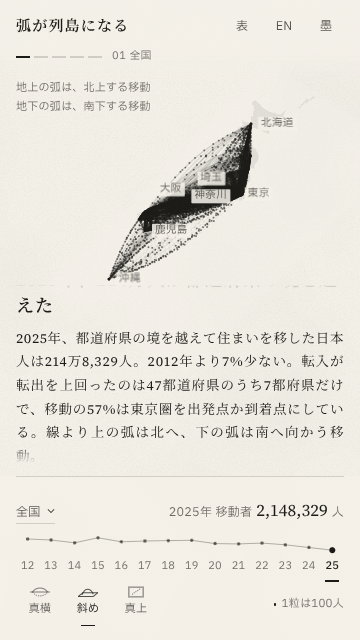 弧が列島になる
表 EN 墨
01 全国
地上の弧は、北上する移動
地下の弧は、南下する移動
北海道
埼玉
大阪
神奈川
東京
鹿児島
沖縄
えた
2025年、都道府県の境を越えて住まいを移した日本
人は214万8,329人。2012年より7%少ない。転入が
転出を上回ったのは47都道府県のうち7都府県だけ
で、移動の57%は東京圏を出発点か到着点にしてい
る。線より上の弧は北へ、下の弧は南へ向かう移
動。
全国
2025年 移動者 2,148,329 人
12 13 14 15 16 17 18 19 20 21 22 23 24 25
真横 斜め 真上
1粒は100人